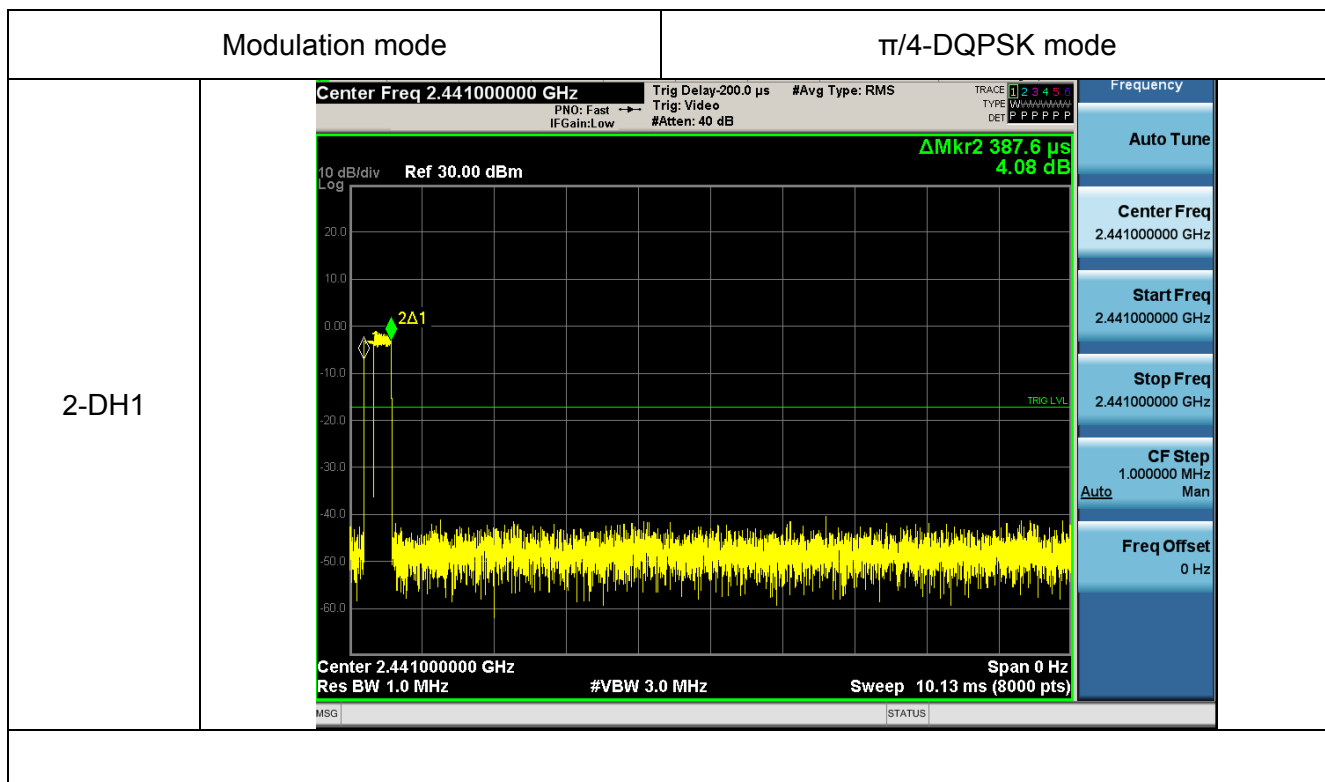 Modulation mode
π/4-DQPSK mode
2-DH1
Center Freq 2.441000000 GHz
PNO: Fast
IFGain:Low
Trig Delay-200.0 µs
Trig: Video
#Atten: 40 dB
#Avg Type: RMS
TRACE 1 2 3 4 5 6
TYPE WWWWWW
DET P P P P P P
ΔMkr2 387.6 µs
4.08 dB
10 dB/div
Log
Ref 30.00 dBm
20.0
10.0
0.00
-10.0
-20.0
-30.0
-40.0
-50.0
-60.0
2Δ1
TRIG LVL
Center 2.441000000 GHz
Span 0 Hz
Res BW 1.0 MHz
#VBW 3.0 MHz
Sweep 10.13 ms (8000 pts)
MSG
STATUS
Frequency
Auto Tune
Center Freq
2.441000000 GHz
Start Freq
2.441000000 GHz
Stop Freq
2.441000000 GHz
CF Step
1.000000 MHz
Auto Man
Freq Offset
0 Hz